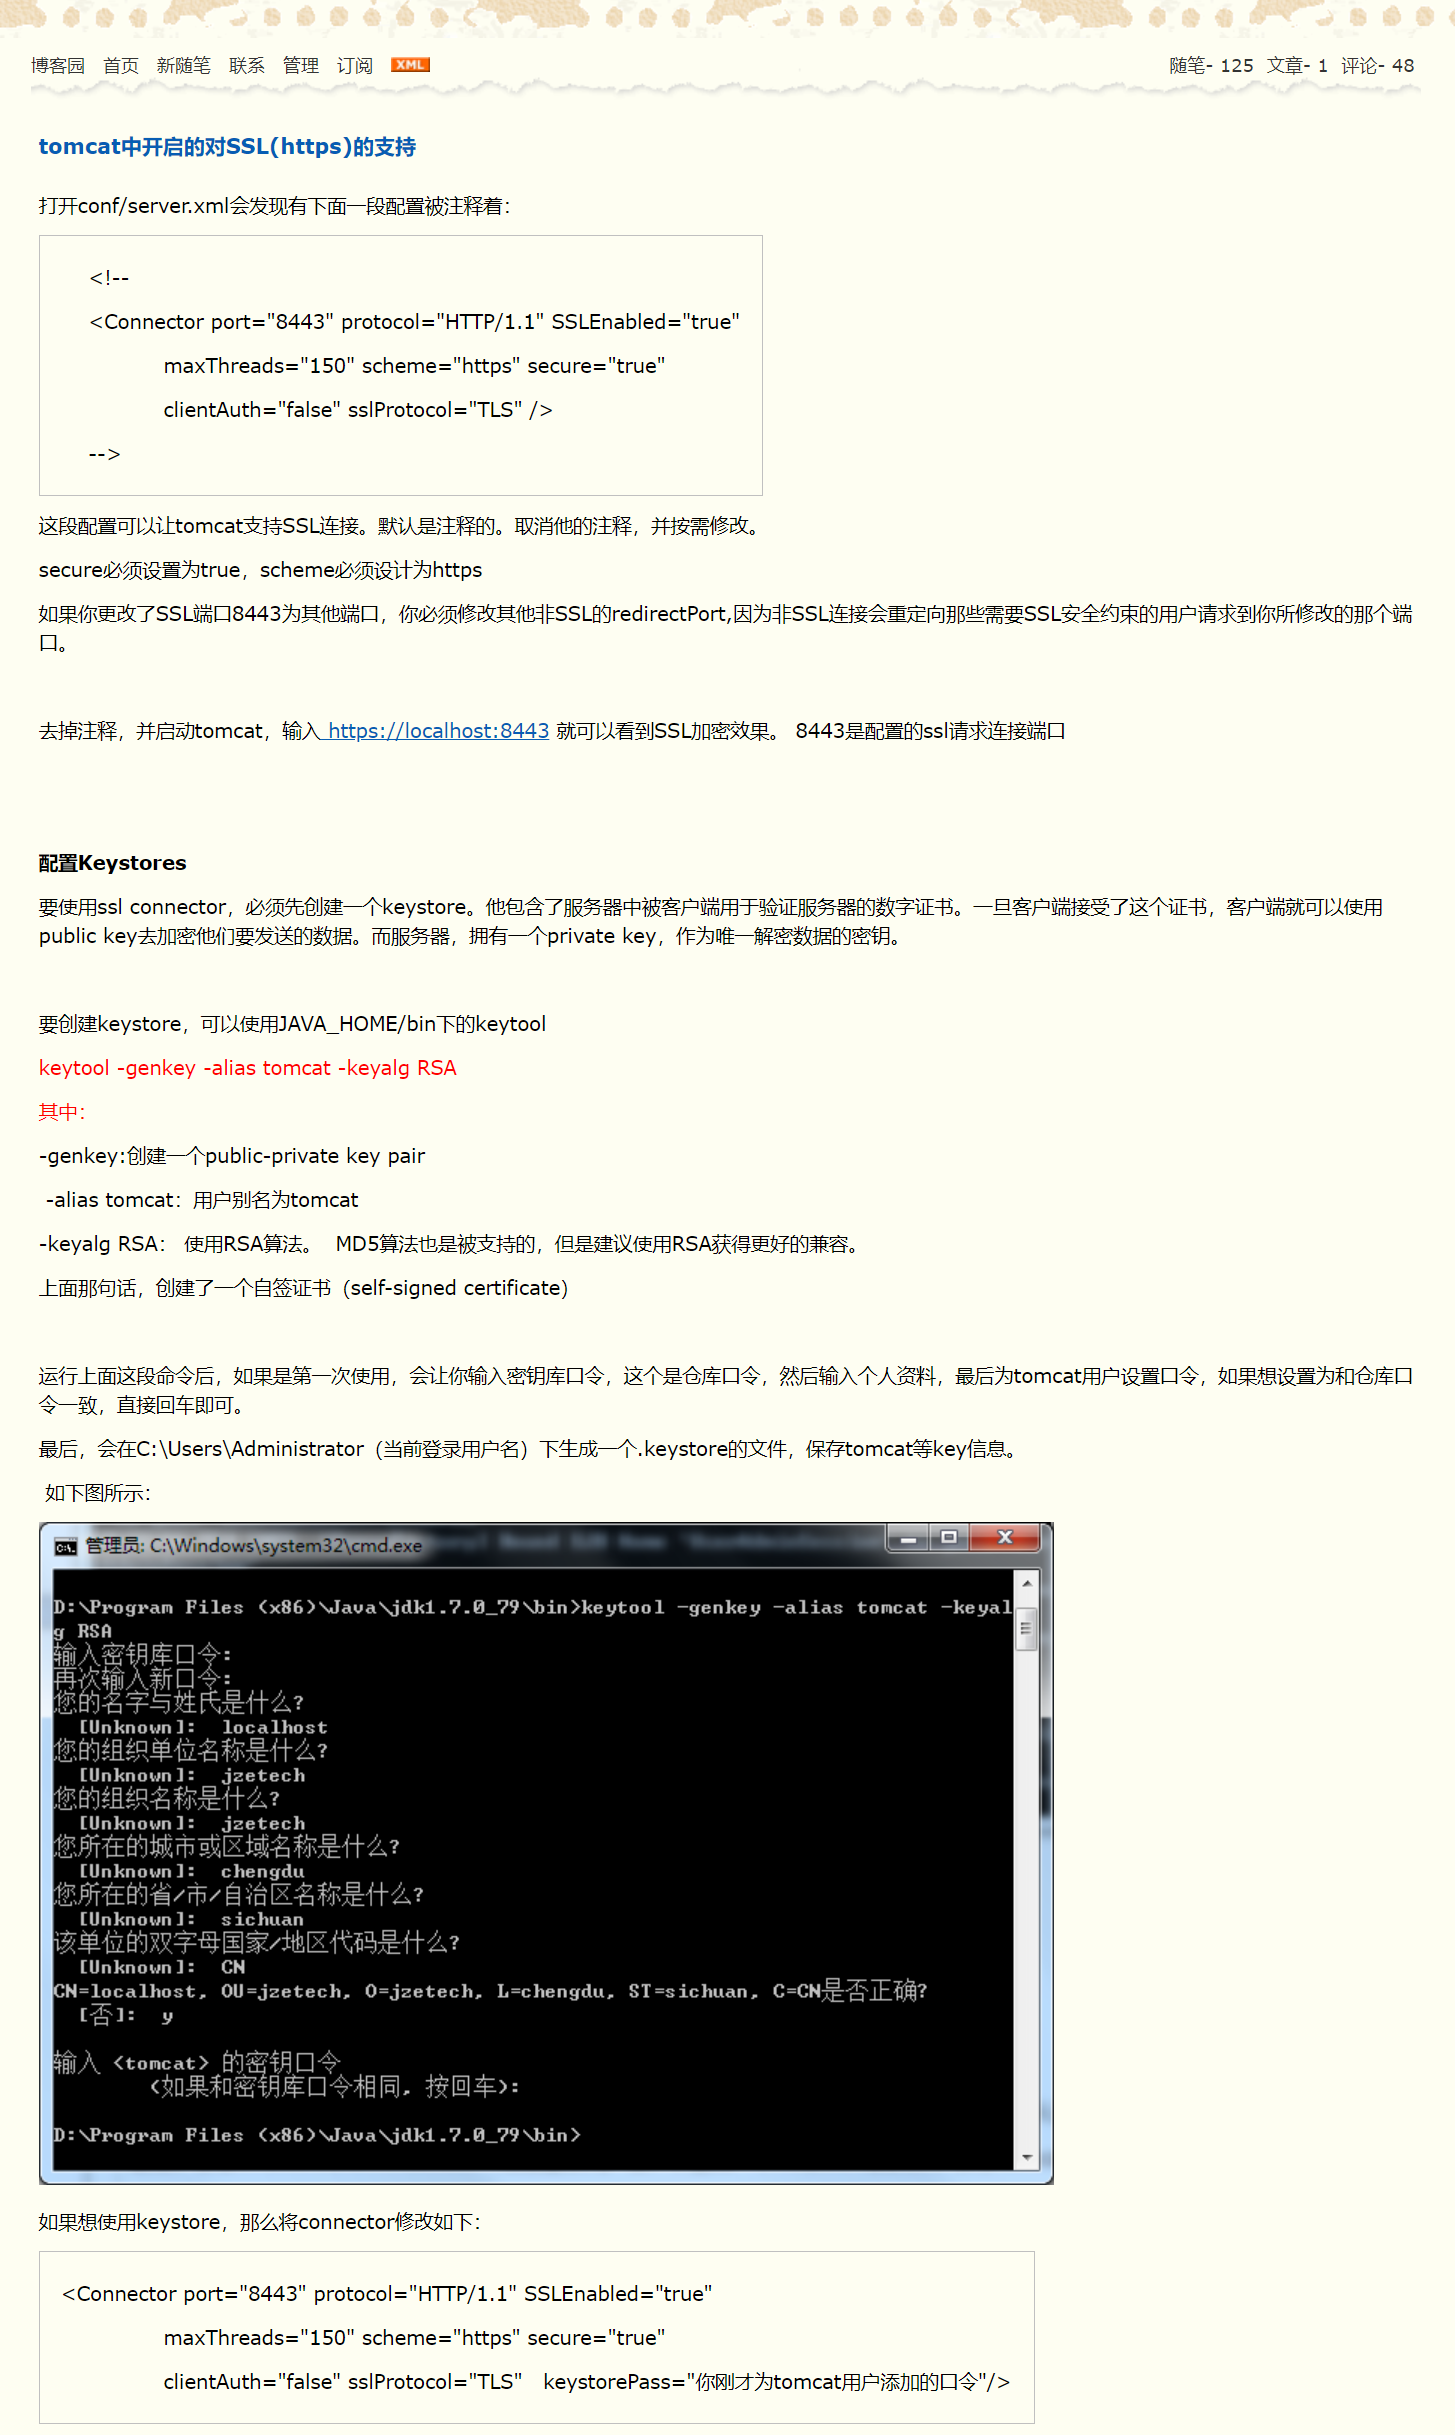 博客园 首页 新随笔 联系 管理 订阅 XML 随笔- 125 文章- 1 评论- 48
tomcat中开启的对SSL(https)的支持
打开conf/server.xml会发现有下面一段配置被注释着：
<!--
<Connector port="8443" protocol="HTTP/1.1" SSLEnabled="true"
maxThreads="150" scheme="https" secure="true"
clientAuth="false" sslProtocol="TLS" />
-->
这段配置可以让tomcat支持SSL连接。默认是注释的。取消他的注释，并按需修改。
secure必须设置为true，scheme必须设计为https
如果你更改了SSL端口8443为其他端口，你必须修改其他非SSL的redirectPort,因为非SSL连接会重定向那些需要SSL安全约束的用户请求到你所修改的那个端
口。
去掉注释，并启动tomcat，输入 https://localhost:8443 就可以看到SSL加密效果。 8443是配置的ssl请求连接端口
配置Keystores
要使用ssl connector，必须先创建一个keystore。他包含了服务器中被客户端用于验证服务器的数字证书。一旦客户端接受了这个证书，客户端就可以使用
public key去加密他们要发送的数据。而服务器，拥有一个private key，作为唯一解密数据的密钥。
要创建keystore，可以使用JAVA_HOME/bin下的keytool
keytool -genkey -alias tomcat -keyalg RSA
其中：
-genkey:创建一个public-private key pair
-alias tomcat：用户别名为tomcat
-keyalg RSA： 使用RSA算法。 MD5算法也是被支持的，但是建议使用RSA获得更好的兼容。
上面那句话，创建了一个自签证书（self-signed certificate）
运行上面这段命令后，如果是第一次使用，会让你输入密钥库口令，这个是仓库口令，然后输入个人资料，最后为tomcat用户设置口令，如果想设置为和仓库口
令一致，直接回车即可。
最后，会在C:\Users\Administrator（当前登录用户名）下生成一个.keystore的文件，保存tomcat等key信息。
如下图所示：
管理员: C:\Windows\system32\cmd.exe
D:\Program Files (x86)\Java\jdk1.7.0_79\bin>keytool -genkey -alias tomcat -keyal
g RSA
输入密钥库口令:
再次输入新口令:
您的名字与姓氏是什么?
[Unknown]: localhost
您的组织单位名称是什么?
[Unknown]: jzetech
您的组织名称是什么?
[Unknown]: jzetech
您所在的城市或区域名称是什么?
[Unknown]: chengdu
您所在的省/市/自治区名称是什么?
[Unknown]: sichuan
该单位的双字母国家/地区代码是什么?
[Unknown]: CN
CN=localhost, OU=jzetech, O=jzetech, L=chengdu, ST=sichuan, C=CN是否正确?
[否]: y
输入 <tomcat> 的密钥口令
(如果和密钥库口令相同, 按回车):
D:\Program Files (x86)\Java\jdk1.7.0_79\bin>
如果想使用keystore，那么将connector修改如下：
<Connector port="8443" protocol="HTTP/1.1" SSLEnabled="true"
maxThreads="150" scheme="https" secure="true"
clientAuth="false" sslProtocol="TLS" keystorePass="你刚才为tomcat用户添加的口令"/>